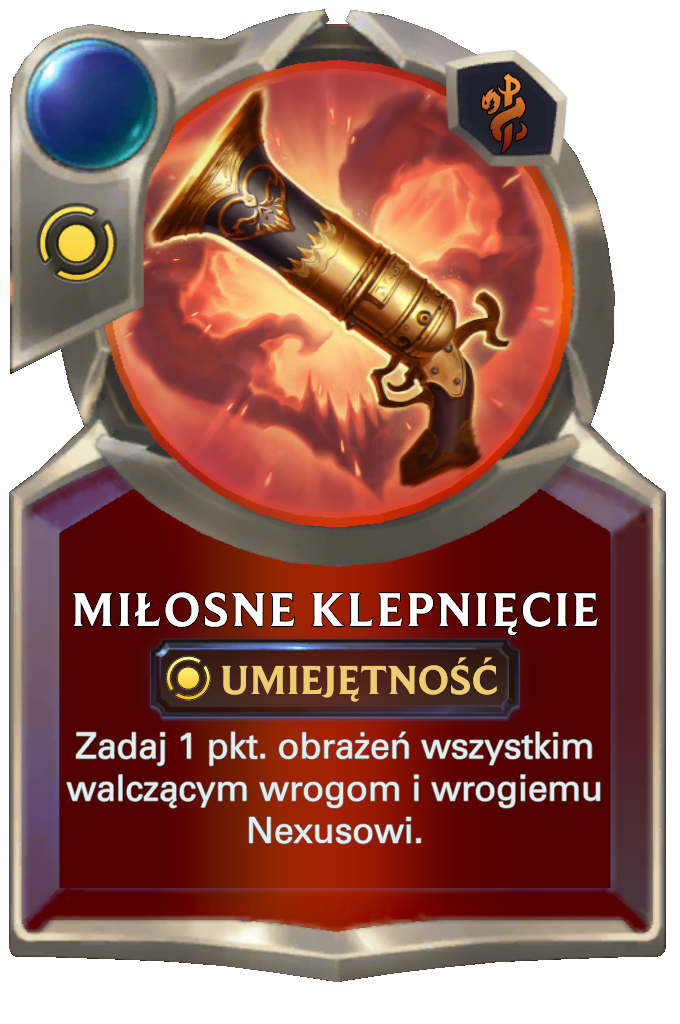 MIŁOSNE KLEPNIĘCIE
UMIEJĘTNOŚĆ
Zadaj 1 pkt. obrażeń wszystkim
walczącym wrogom i wrogiemu
Nexusowi.